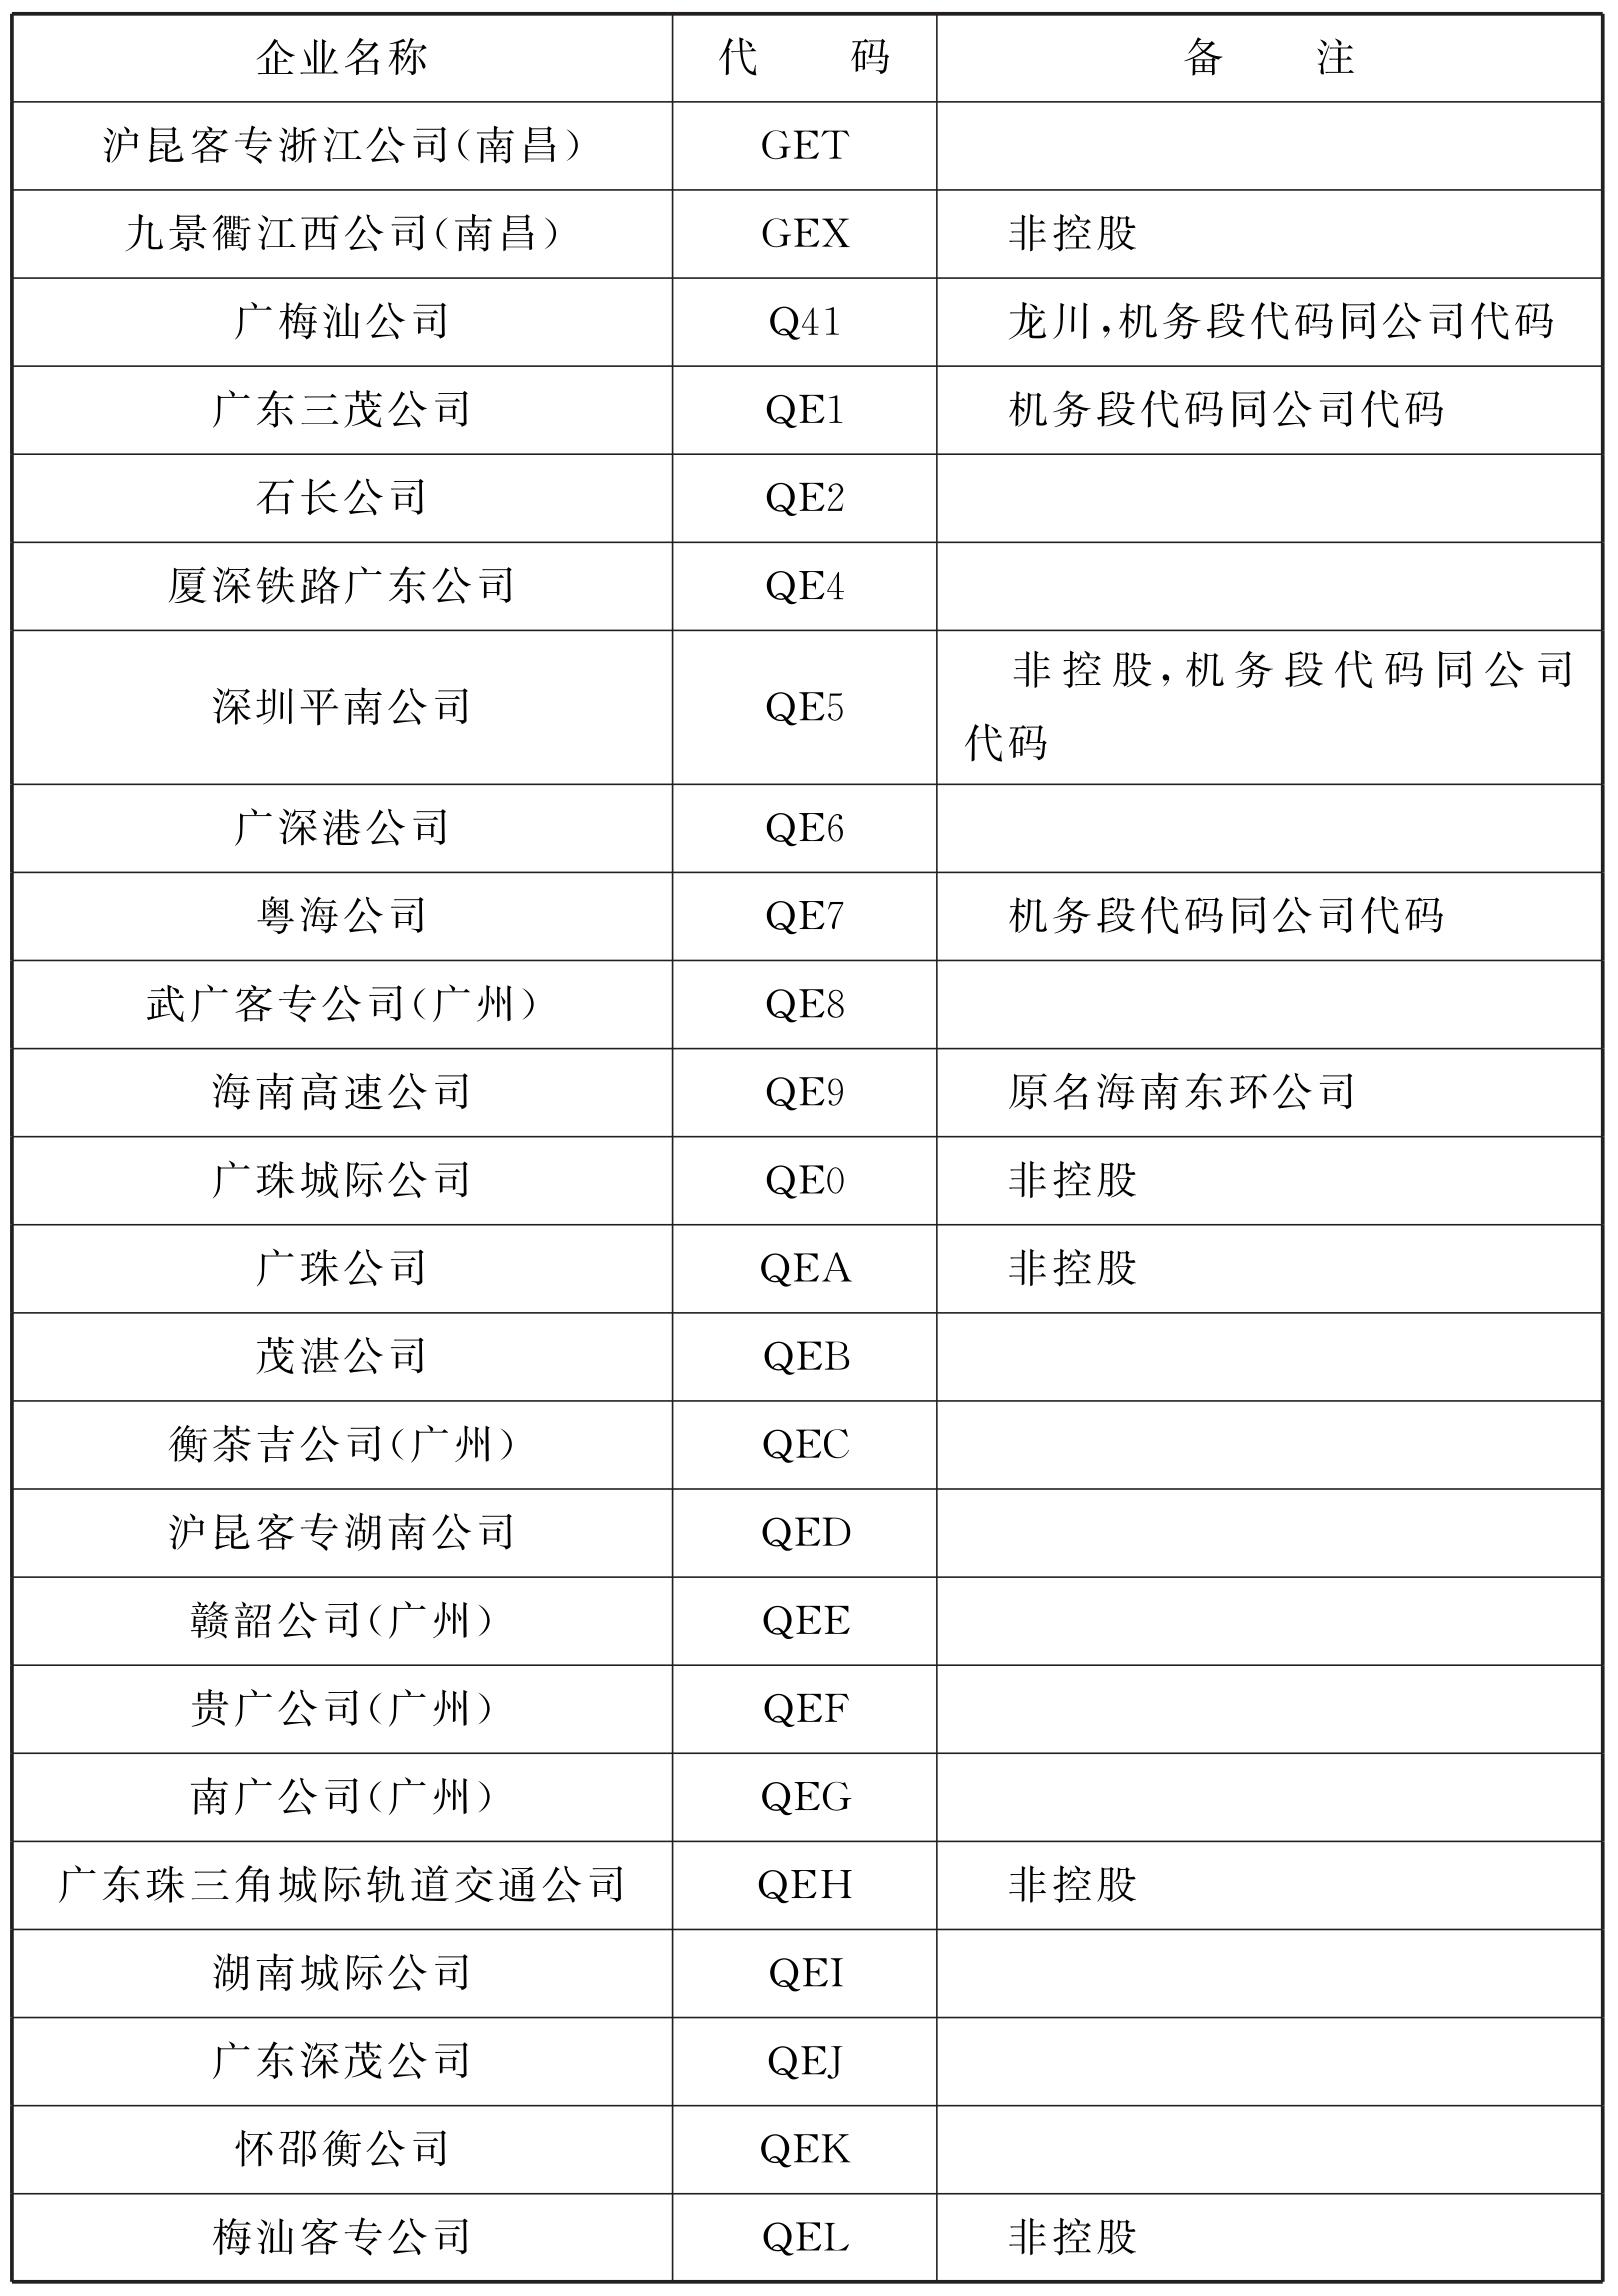 企业名称 代码 备注
沪昆客专浙江公司(南昌) GET
九景衢江西公司(南昌) GEX 非控股
广梅汕公司 Q41 龙川,机务段代码同公司代码
广东三茂公司 QE1 机务段代码同公司代码
石长公司 QE2
厦深铁路广东公司 QE4
深圳平南公司 QE5 非控股,机务段代码同公司
代码
广深港公司 QE6
粤海公司 QE7 机务段代码同公司代码
武广客专公司(广州) QE8
海南高速公司 QE9 原名海南东环公司
广珠城际公司 QE0 非控股
广珠公司 QEA 非控股
茂湛公司 QEB
衡茶吉公司(广州) QEC
沪昆客专湖南公司 QED
赣韶公司(广州) QEE
贵广公司(广州) QEF
南广公司(广州) QEG
广东珠三角城际轨道交通公司 QEH 非控股
湖南城际公司 QEI
广东深茂公司 QEJ
怀邵衡公司 QEK
梅汕客专公司 QEL 非控股